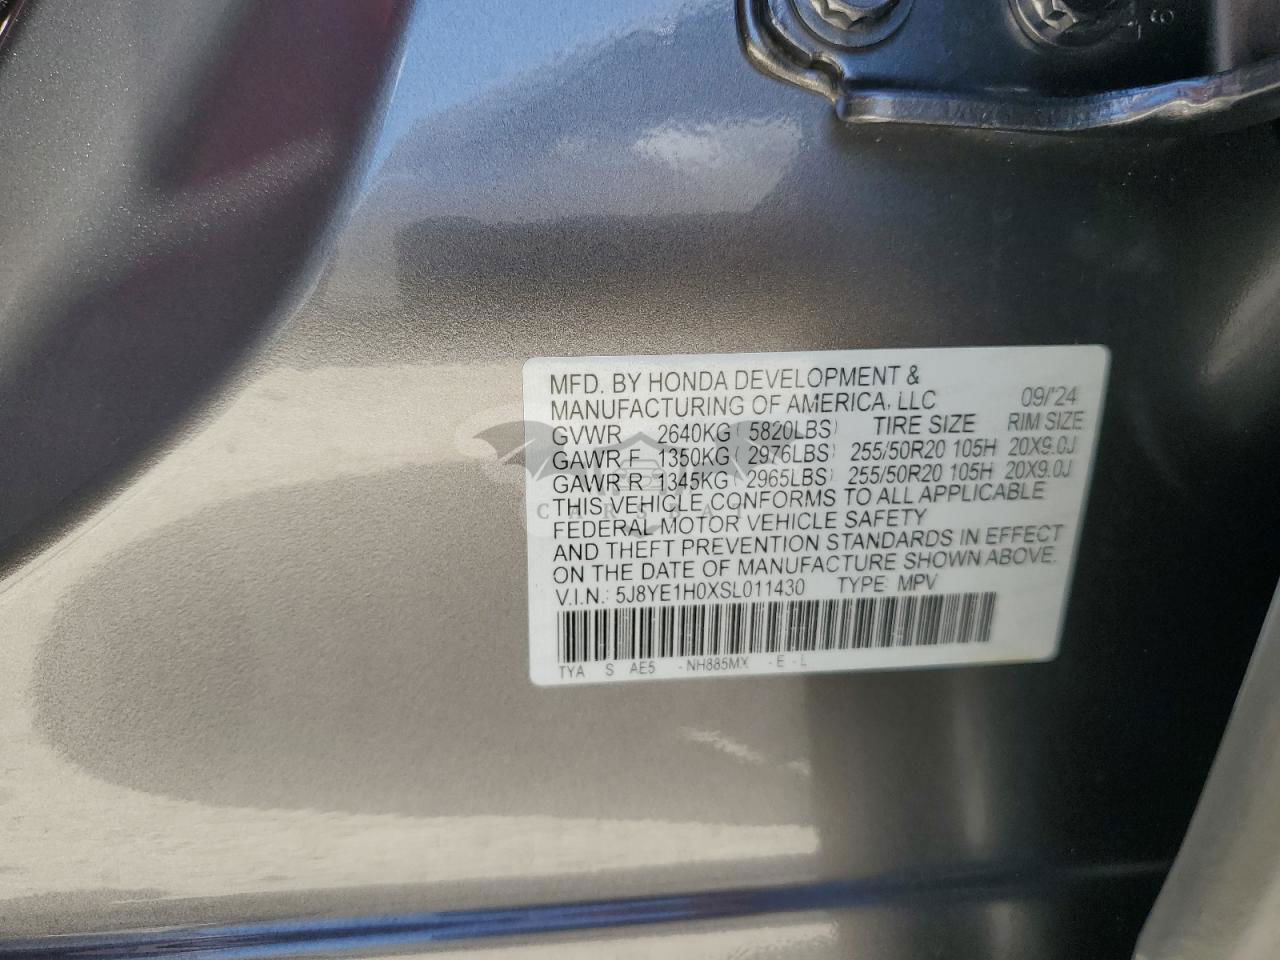 MFD. BY HONDA DEVELOPMENT &
MANUFACTURING OF AMERICA, LLC 09/'24
GVWR 2640KG ( 5820LBS) TIRE SIZE RIM SIZE
GAWR F 1350KG ( 2976LBS) 255/50R20 105H 20X9.0J
GAWR R 1345KG ( 2965LBS) 255/50R20 105H 20X9.0J
THIS VEHICLE CONFORMS TO ALL APPLICABLE
FEDERAL MOTOR VEHICLE SAFETY
AND THEFT PREVENTION STANDARDS IN EFFECT
ON THE DATE OF MANUFACTURE SHOWN ABOVE.
V.I.N.: 5J8YE1H0XSL011430 TYPE: MPV
TYA S AE5 -NH885MX -E -L
CARSBAT